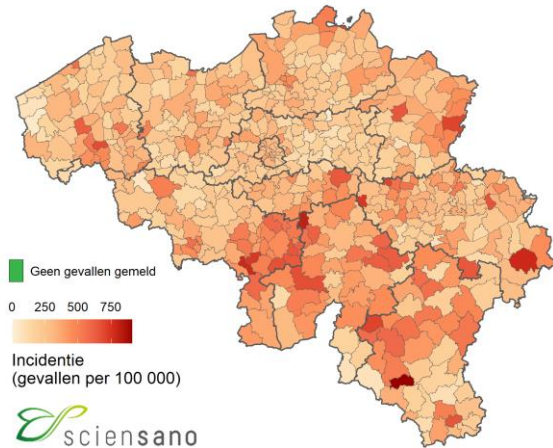 Geen gevallen gemeld
0 250 500 750
Incidentie
(gevallen per 100 000)
sciensano